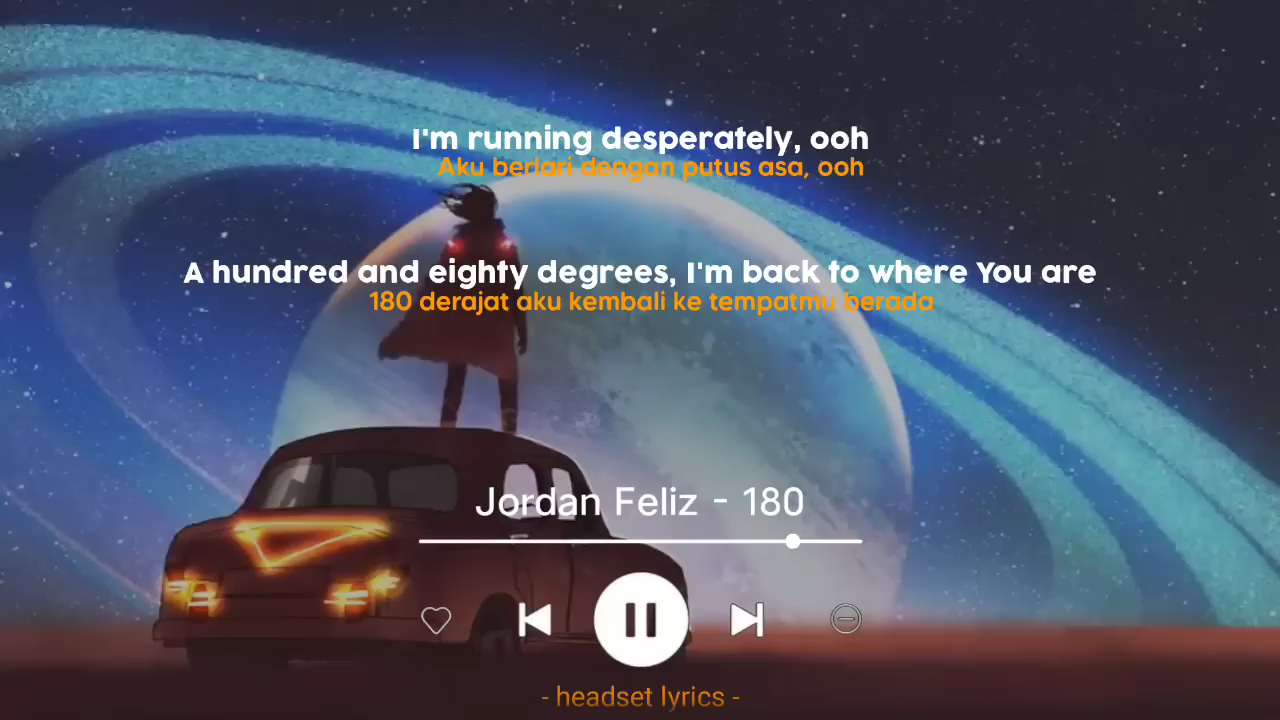 I'm running desperately, ooh
Aku berlari dengan putus asa, ooh
A hundred and eighty degrees, I'm back to where You are
180 derajat aku kembali ke tempatmu berada
Jordan Feliz - 180
- headset lyrics -